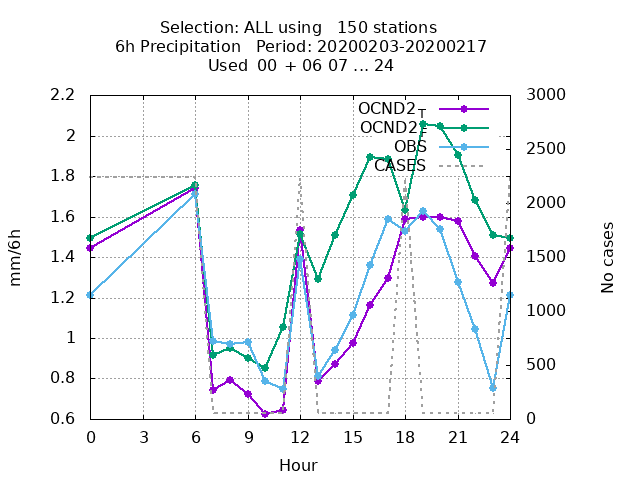 Selection: ALL using   150 stations
6h Precipitation   Period: 20200203-20200217
Used  00  + 06 07 ... 24
OCND2_T
OCND2_F
OBS
CASES
mm/6h
No cases
2.2
2
1.8
1.6
1.4
1.2
1
0.8
0.6
3000
2500
2000
1500
1000
500
0
0 3 6 9 12 15 18 21 24
Hour